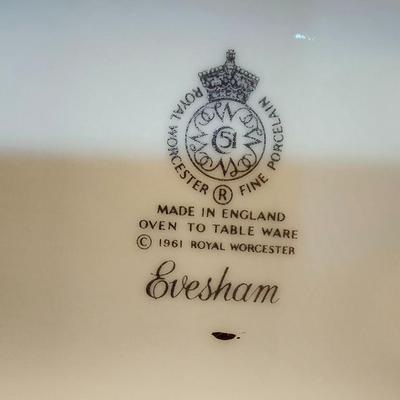 ROYAL WORCESTER ® FINE PORCELAIN
51
MADE IN ENGLAND
OVEN TO TABLE WARE
© 1961 ROYAL WORCESTER
Evesham